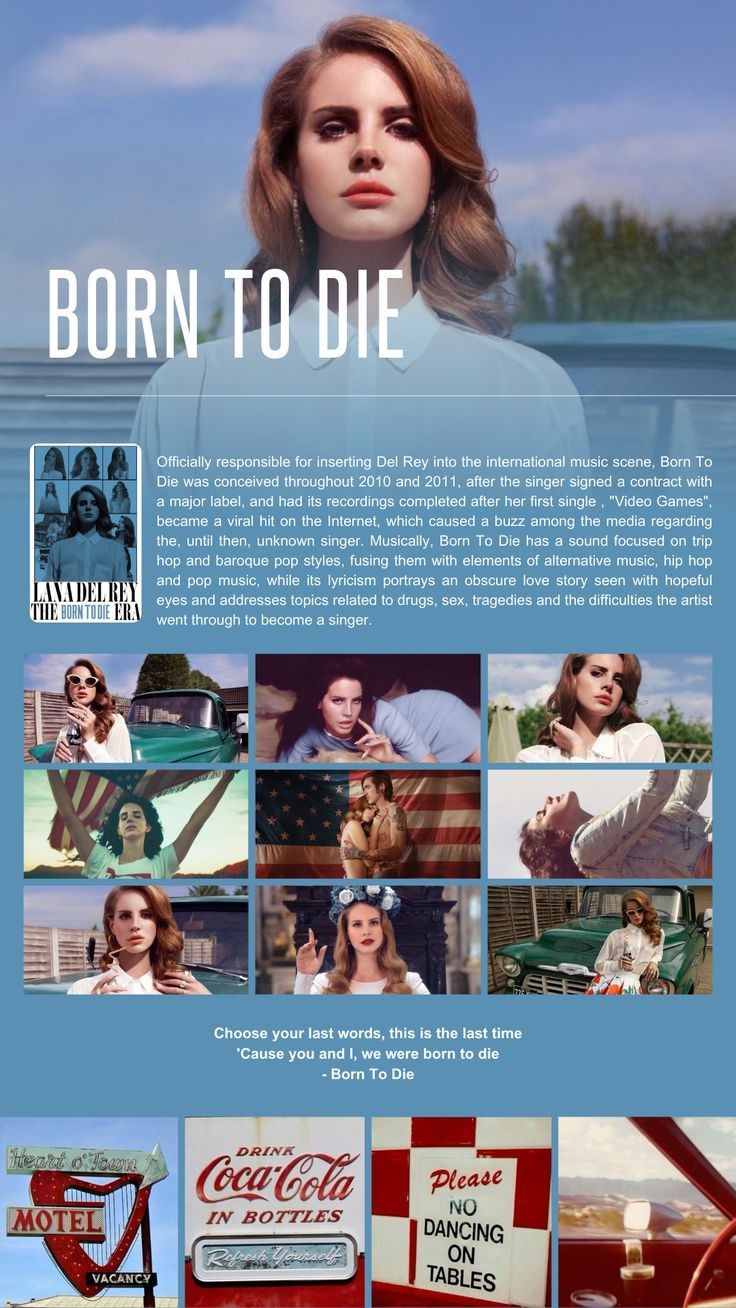 BORN TO DIE
Officially responsible for inserting Del Rey into the international music scene, Born To
Die was conceived throughout 2010 and 2011, after the singer signed a contract with
a major label, and had its recordings completed after her first single , "Video Games",
became a viral hit on the Internet, which caused a buzz among the media regarding
the, until then, unknown singer. Musically, Born To Die has a sound focused on trip
hop and baroque pop styles, fusing them with elements of alternative music, hip hop
and pop music, while its lyricism portrays an obscure love story seen with hopeful
eyes and addresses topics related to drugs, sex, tragedies and the difficulties the artist
went through to become a singer.
LANA DEL REY
THE BORN TO DIE ERA
Choose your last words, this is the last time
'Cause you and I, we were born to die
- Born To Die
Heart o' Town
MOTEL
VACANCY
DRINK
Coca-Cola
IN BOTTLES
Refresh Yourself
Please
NO
DANCING
ON
TABLES